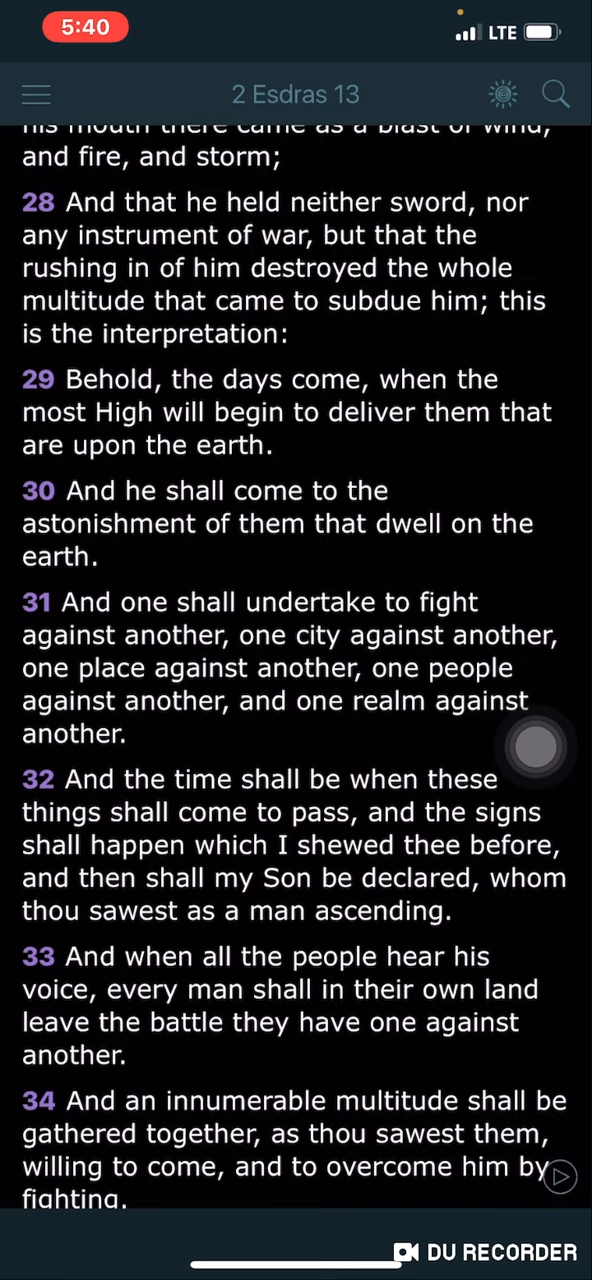 5:40
LTE
2 Esdras 13
his mouth there came as a blast of wind,
and fire, and storm;
28 And that he held neither sword, nor
any instrument of war, but that the
rushing in of him destroyed the whole
multitude that came to subdue him; this
is the interpretation:
29 Behold, the days come, when the
most High will begin to deliver them that
are upon the earth.
30 And he shall come to the
astonishment of them that dwell on the
earth.
31 And one shall undertake to fight
against another, one city against another,
one place against another, one people
against another, and one realm against
another.
32 And the time shall be when these
things shall come to pass, and the signs
shall happen which I shewed thee before,
and then shall my Son be declared, whom
thou sawest as a man ascending.
33 And when all the people hear his
voice, every man shall in their own land
leave the battle they have one against
another.
34 And an innumerable multitude shall be
gathered together, as thou sawest them,
willing to come, and to overcome him by
fighting.
DU RECORDER